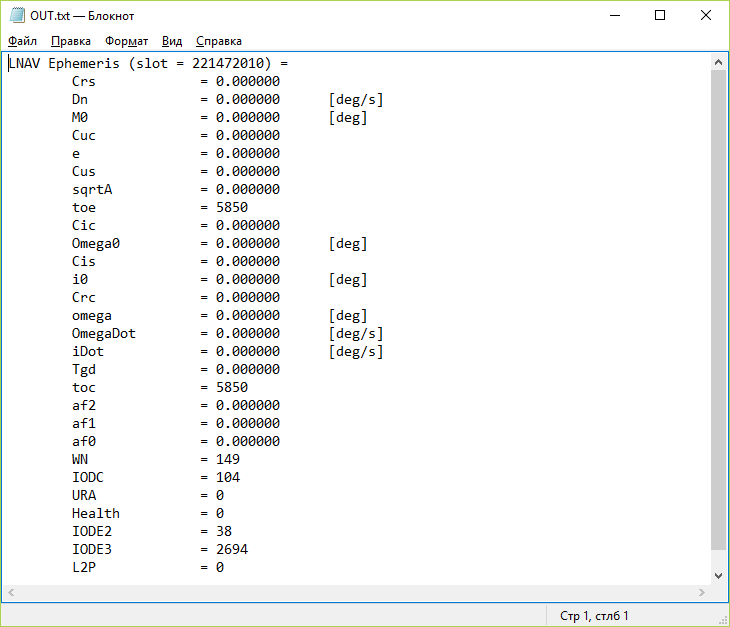 OUT.txt — Блокнот
Файл Правка Формат Вид Справка
LNAV Ephemeris (slot = 221472010) =
Crs = 0.000000
Dn = 0.000000 [deg/s]
M0 = 0.000000 [deg]
Cuc = 0.000000
e = 0.000000
Cus = 0.000000
sqrtA = 0.000000
toe = 5850
Cic = 0.000000
Omega0 = 0.000000 [deg]
Cis = 0.000000
i0 = 0.000000 [deg]
Crc = 0.000000
omega = 0.000000 [deg]
OmegaDot = 0.000000 [deg/s]
iDot = 0.000000 [deg/s]
Tgd = 0.000000
toc = 5850
af2 = 0.000000
af1 = 0.000000
af0 = 0.000000
WN = 149
IODC = 104
URA = 0
Health = 0
IODE2 = 38
IODE3 = 2694
L2P = 0
Стр 1, стлб 1